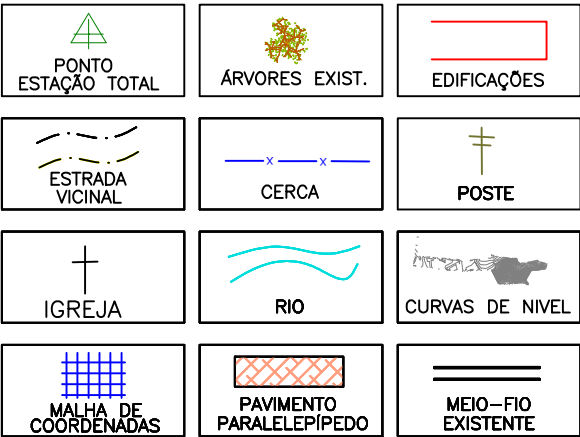 PONTO
ESTAÇÃO TOTAL
ÁRVORES EXIST.
EDIFICAÇÕES
ESTRADA
VICINAL
x x
CERCA
POSTE
IGREJA
RIO
CURVAS DE NIVEL
MALHA DE
COORDENADAS
PAVIMENTO
PARALELEPÍPEDO
MEIO-FIO
EXISTENTE